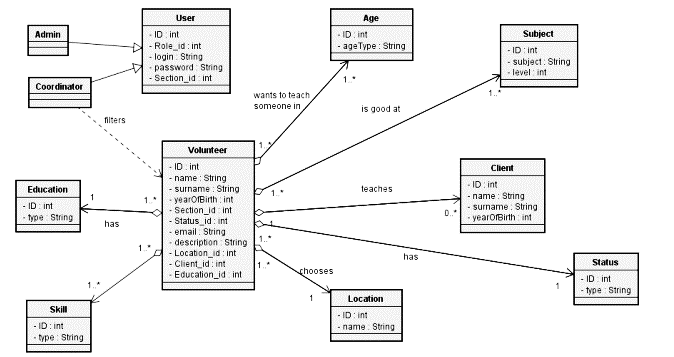 User
- ID : int
- Role_id : int
- login : String
- password : String
- Section_id : int
Admin
Coordinator
filters
Age
- ID : int
- ageType : String
1..*
wants to teach
someone in
1..*
Subject
- ID : int
- subject : String
- level : int
1..*
is good at
1..*
Volunteer
- ID : int
- name : String
- surname : String
- yearOfBirth : int
- Section_id : int
- Status_id : int
- email : String
- description : String
- Location_id : int
- Client_id : int
- Education_id : int
Education
- ID : int
- type : String
1
1..*
has
Client
- ID : int
- name : String
- surname : String
- yearOfBirth : int
teaches
0..*
1
1..*
has
1
Status
- ID : int
- type : String
1..*
1..*
Skill
- ID : int
- type : String
1..*
chooses
1
Location
- ID : int
- name : String